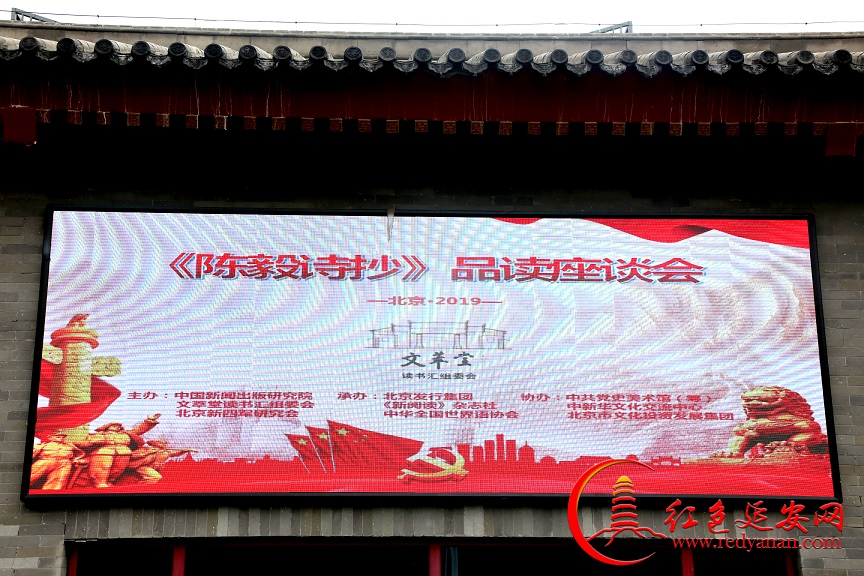 《陈毅诗抄》品读座谈会
—北京·2019—
文萃堂
读书汇组委会
主办：中国新闻出版研究院
文萃堂读书汇组委会
北京新四军研究会
承办：北京发行集团
《新阅读》杂志社
中华全国世界语协会
协办：中共党史美术馆（筹）
中新华文化交流中心
北京市文化投资发展集团
红色延安网
www.redyanan.com